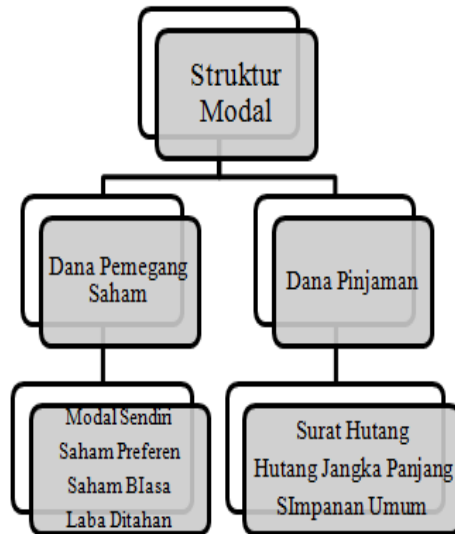 Struktur
Modal
Dana Pemegang
Saham
Dana Pinjaman
Modal Sendiri
Saham Preferen
Saham BIasa
Laba Ditahan
Surat Hutang
Hutang Jangka Panjang
SImpanan Umum